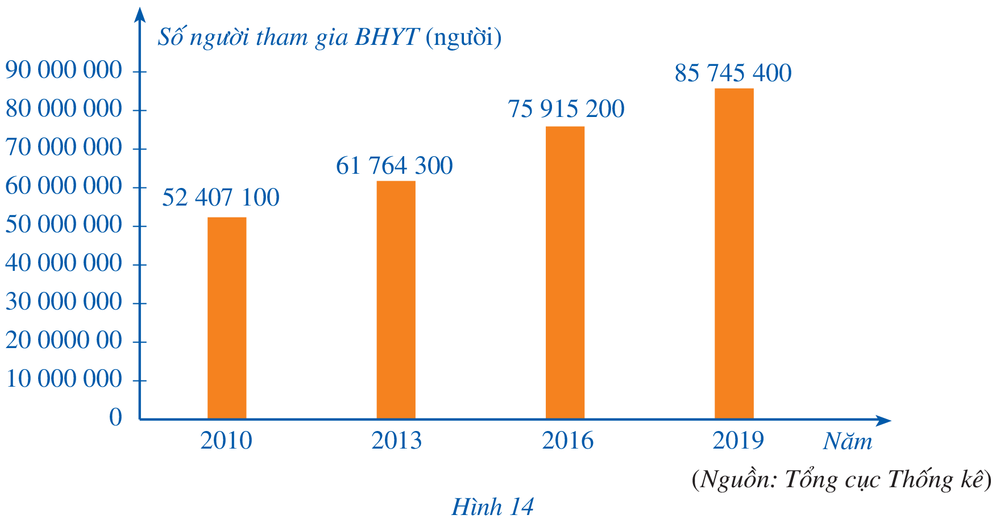 Số người tham gia BHYT (người)
90 000 000
85 745 400
80 000 000
75 915 200
70 000 000
61 764 300
60 000 000
52 407 100
50 000 000
40 000 000
30 000 000
20 0000 00
10 000 000
0
2010 2013 2016 2019 Năm
(Nguồn: Tổng cục Thống kê)
Hình 14